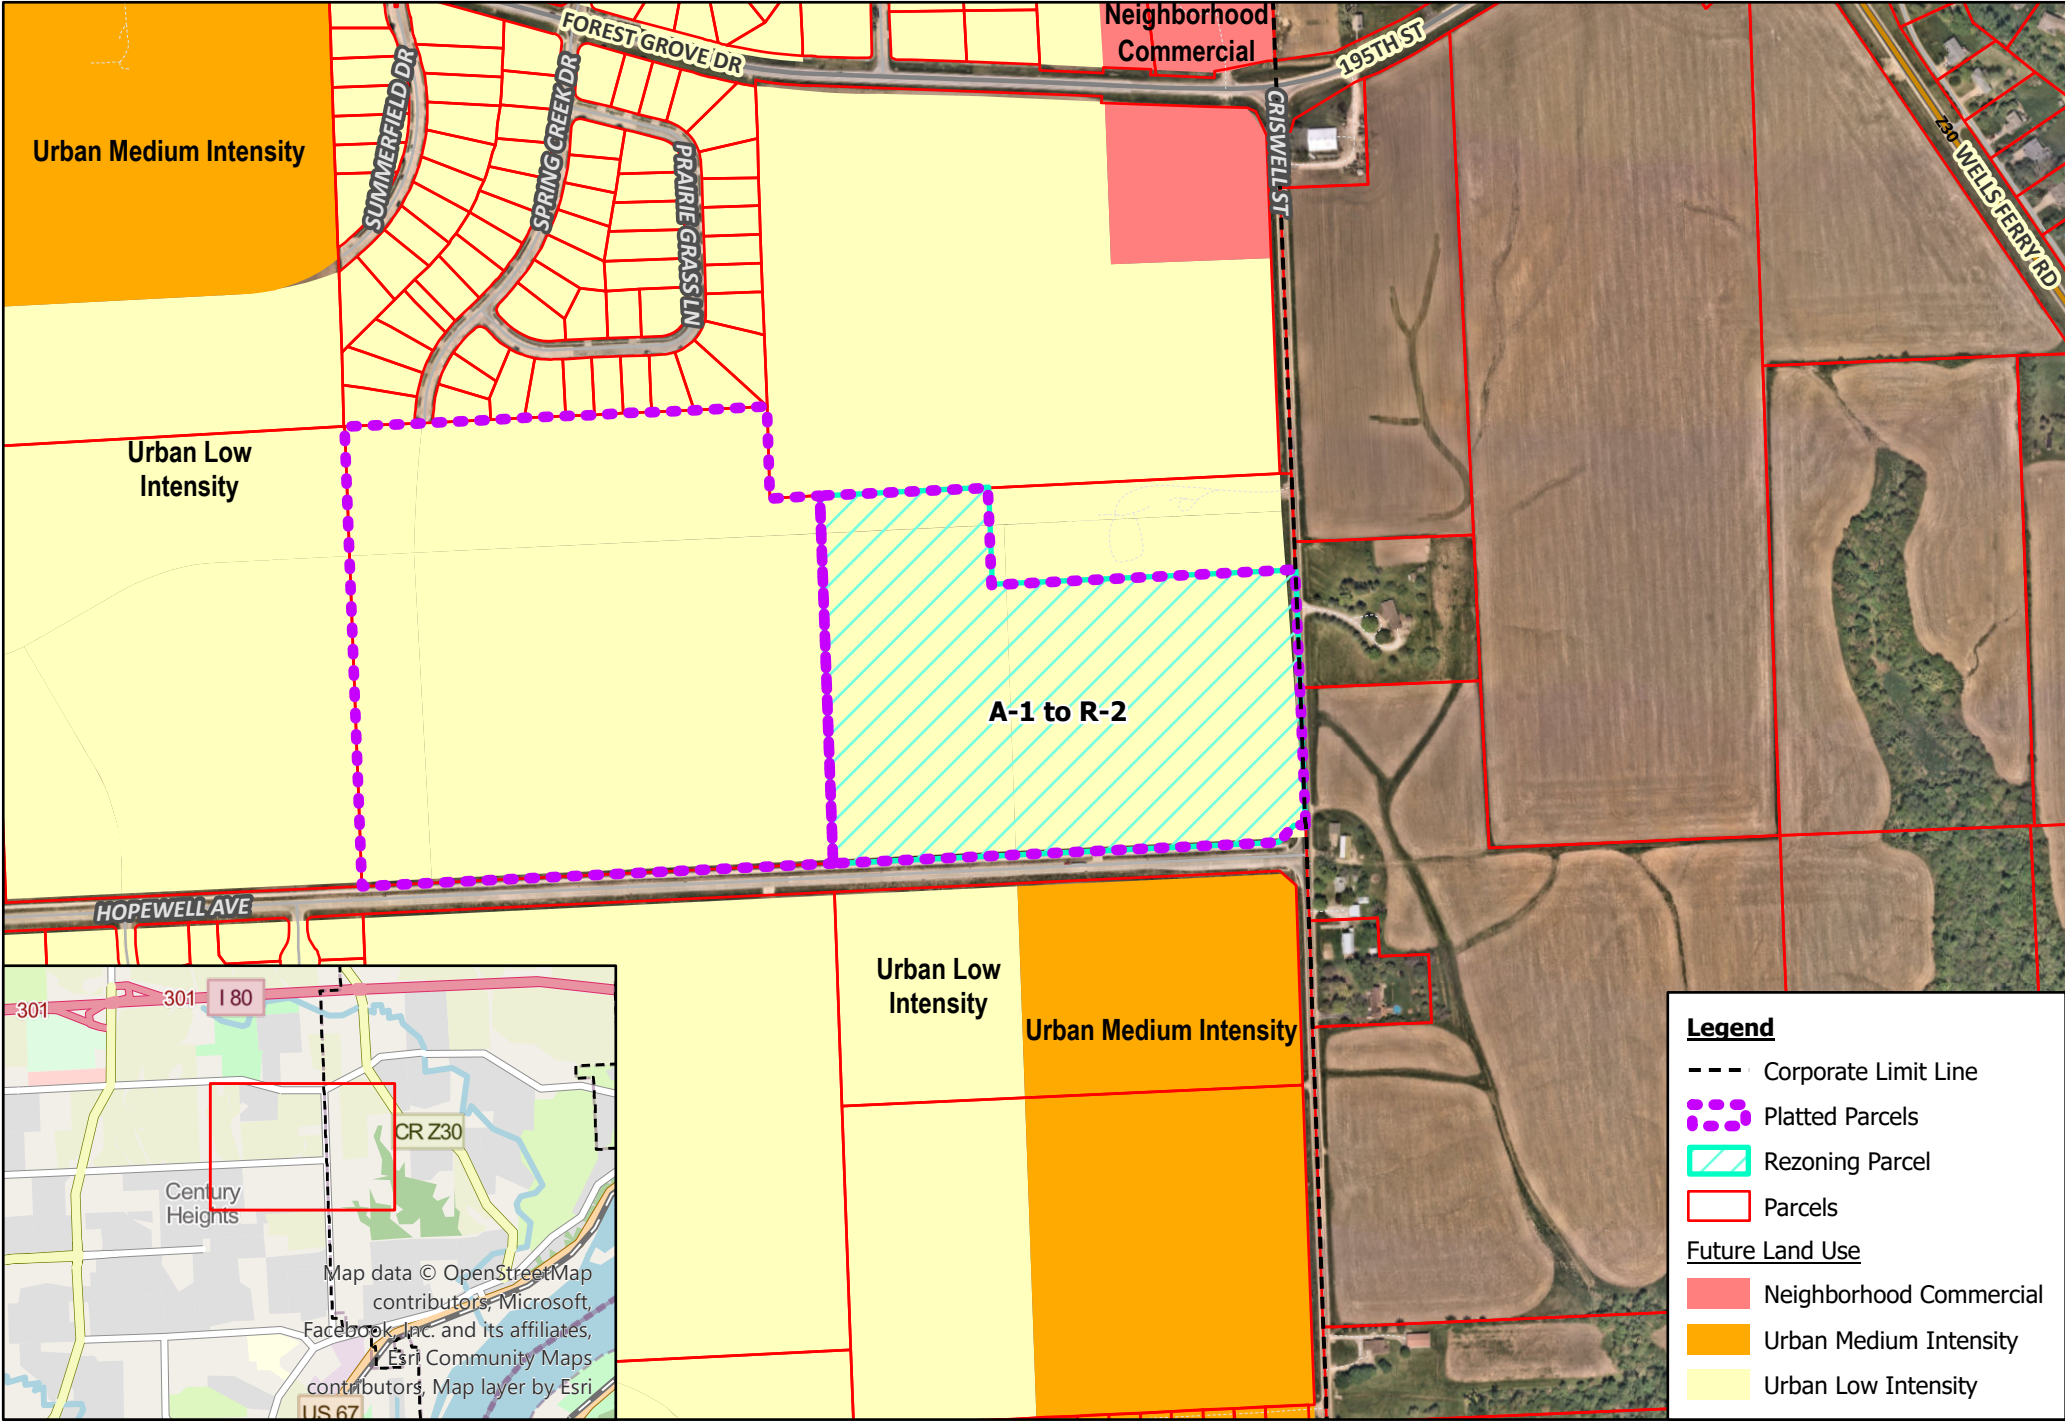 Neighborhood
Commercial
FOREST GROVE DR
195TH ST
SUMMERFIELD DR
SPRING CREEK DR
PRAIRIE GRASS LN
CRISWELL ST
Z30
WELLS FERRY RD
Urban Medium Intensity
Urban Low
Intensity
A-1 to R-2
HOPEWELL AVE
Urban Low
Intensity
Urban Medium Intensity
301
301
I 80
CR Z30
Century
Heights
Map data © OpenStreetMap
contributors, Microsoft,
Facebook, Inc. and its affiliates,
Esri Community Maps
contributors, Map layer by Esri
US 67
Legend
Corporate Limit Line
Platted Parcels
Rezoning Parcel
Parcels
Future Land Use
Neighborhood Commercial
Urban Medium Intensity
Urban Low Intensity